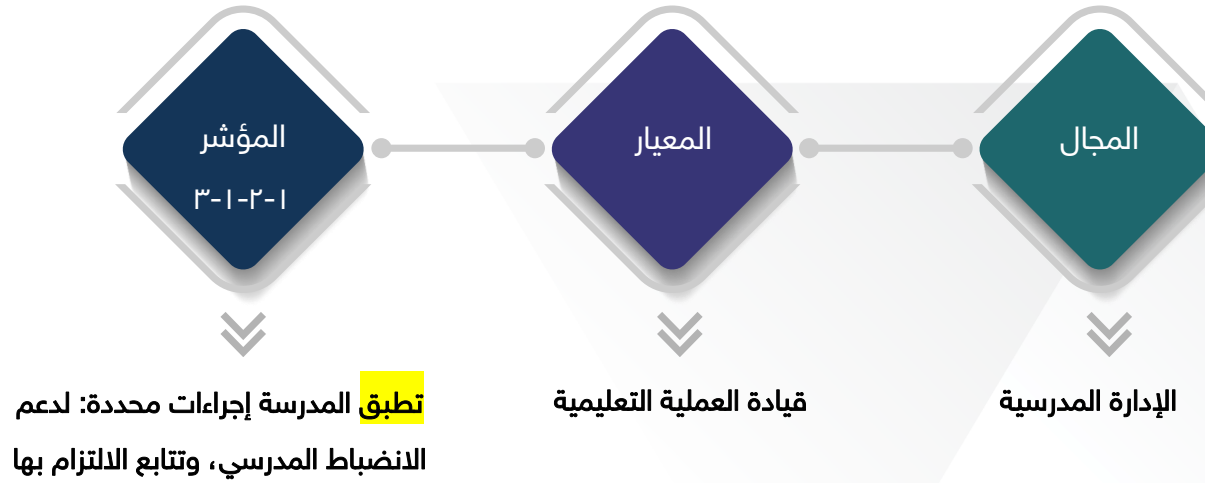 المجال
المعيار
المؤشر
٣-١-٢-١
الإدارة المدرسية
قيادة العملية التعليمية
تطبق المدرسة إجراءات محددة: لدعم
الانضباط المدرسي، وتتابع الالتزام بها